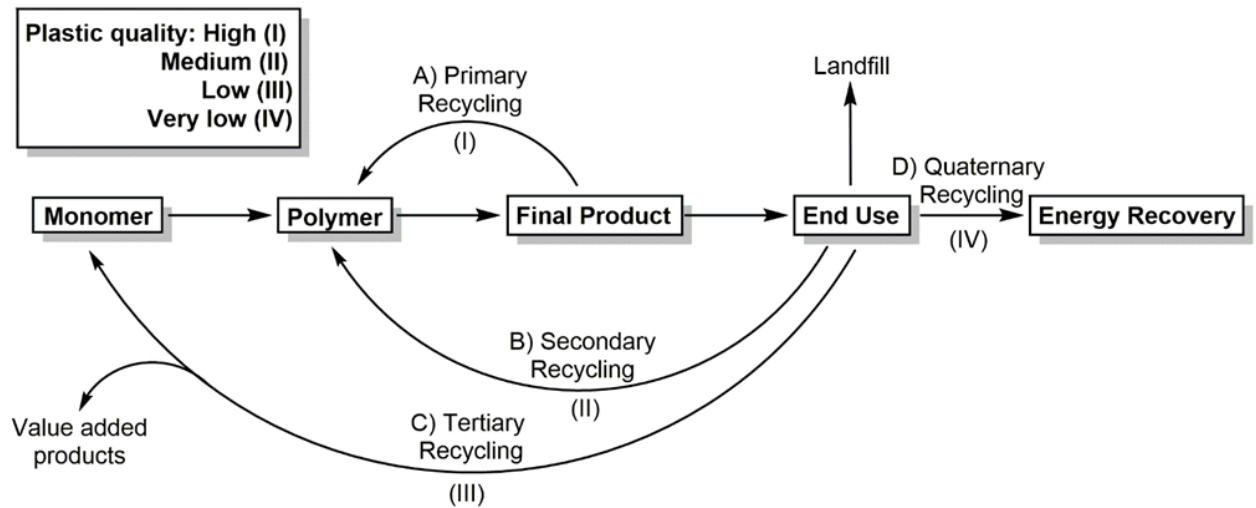 Plastic quality: High (I)
Medium (II)
Low (III)
Very low (IV)
A) Primary
Recycling
(I)
Landfill
D) Quaternary
Recycling
(IV)
Monomer
Polymer
Final Product
End Use
Energy Recovery
B) Secondary
Recycling
(II)
C) Tertiary
Recycling
(III)
Value added
products